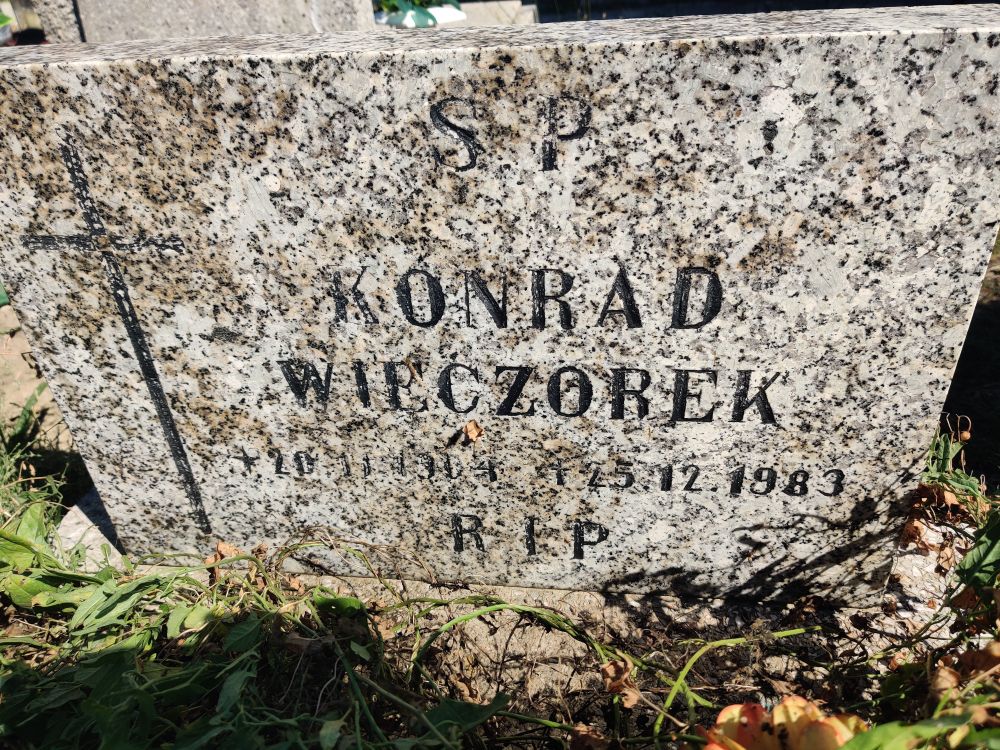 S.P
KONRAD
WIECZOREK
*20.11.1904 +25.12.1983
R I P